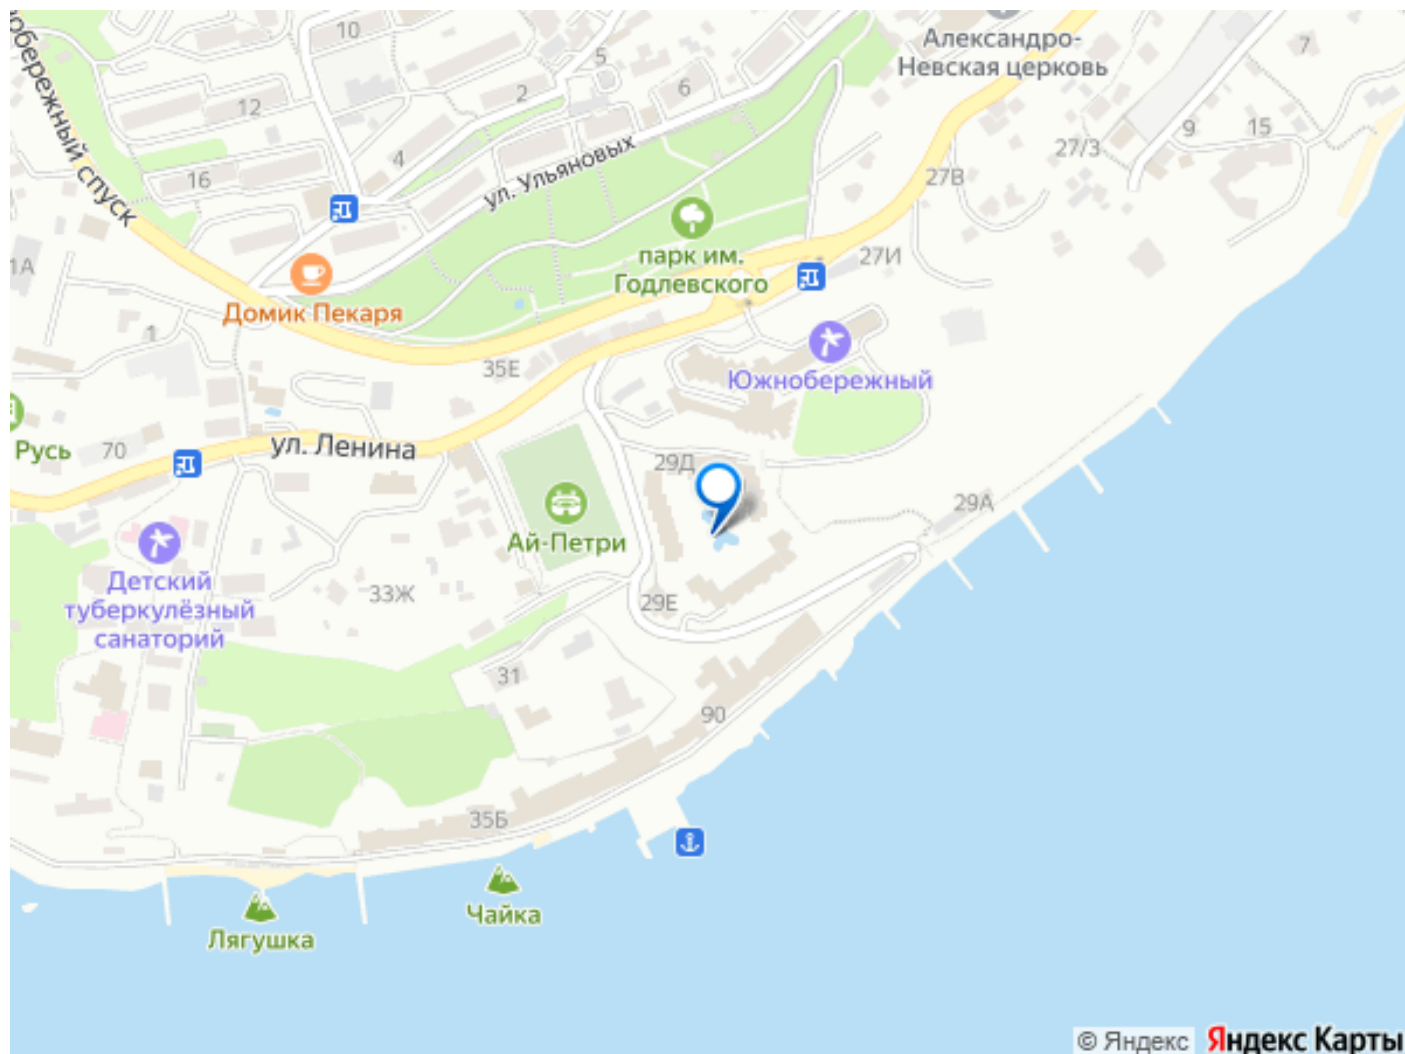 обережный спуск
10
5
2
6
12
4
16
ул. Ульяновых
Александро-
Невская церковь
7
9
15
27/3
27В
27И
1А
Домик Пекаря
парк им.
Годлевского
1
35Е
Южнобережный
Русь
70
ул. Ленина
29Д
29А
Ай-Петри
Детский
туберкулёзный
санаторий
33Ж
29Е
31
90
35Б
Чайка
Лягушка
© Яндекс
Яндекс Карты